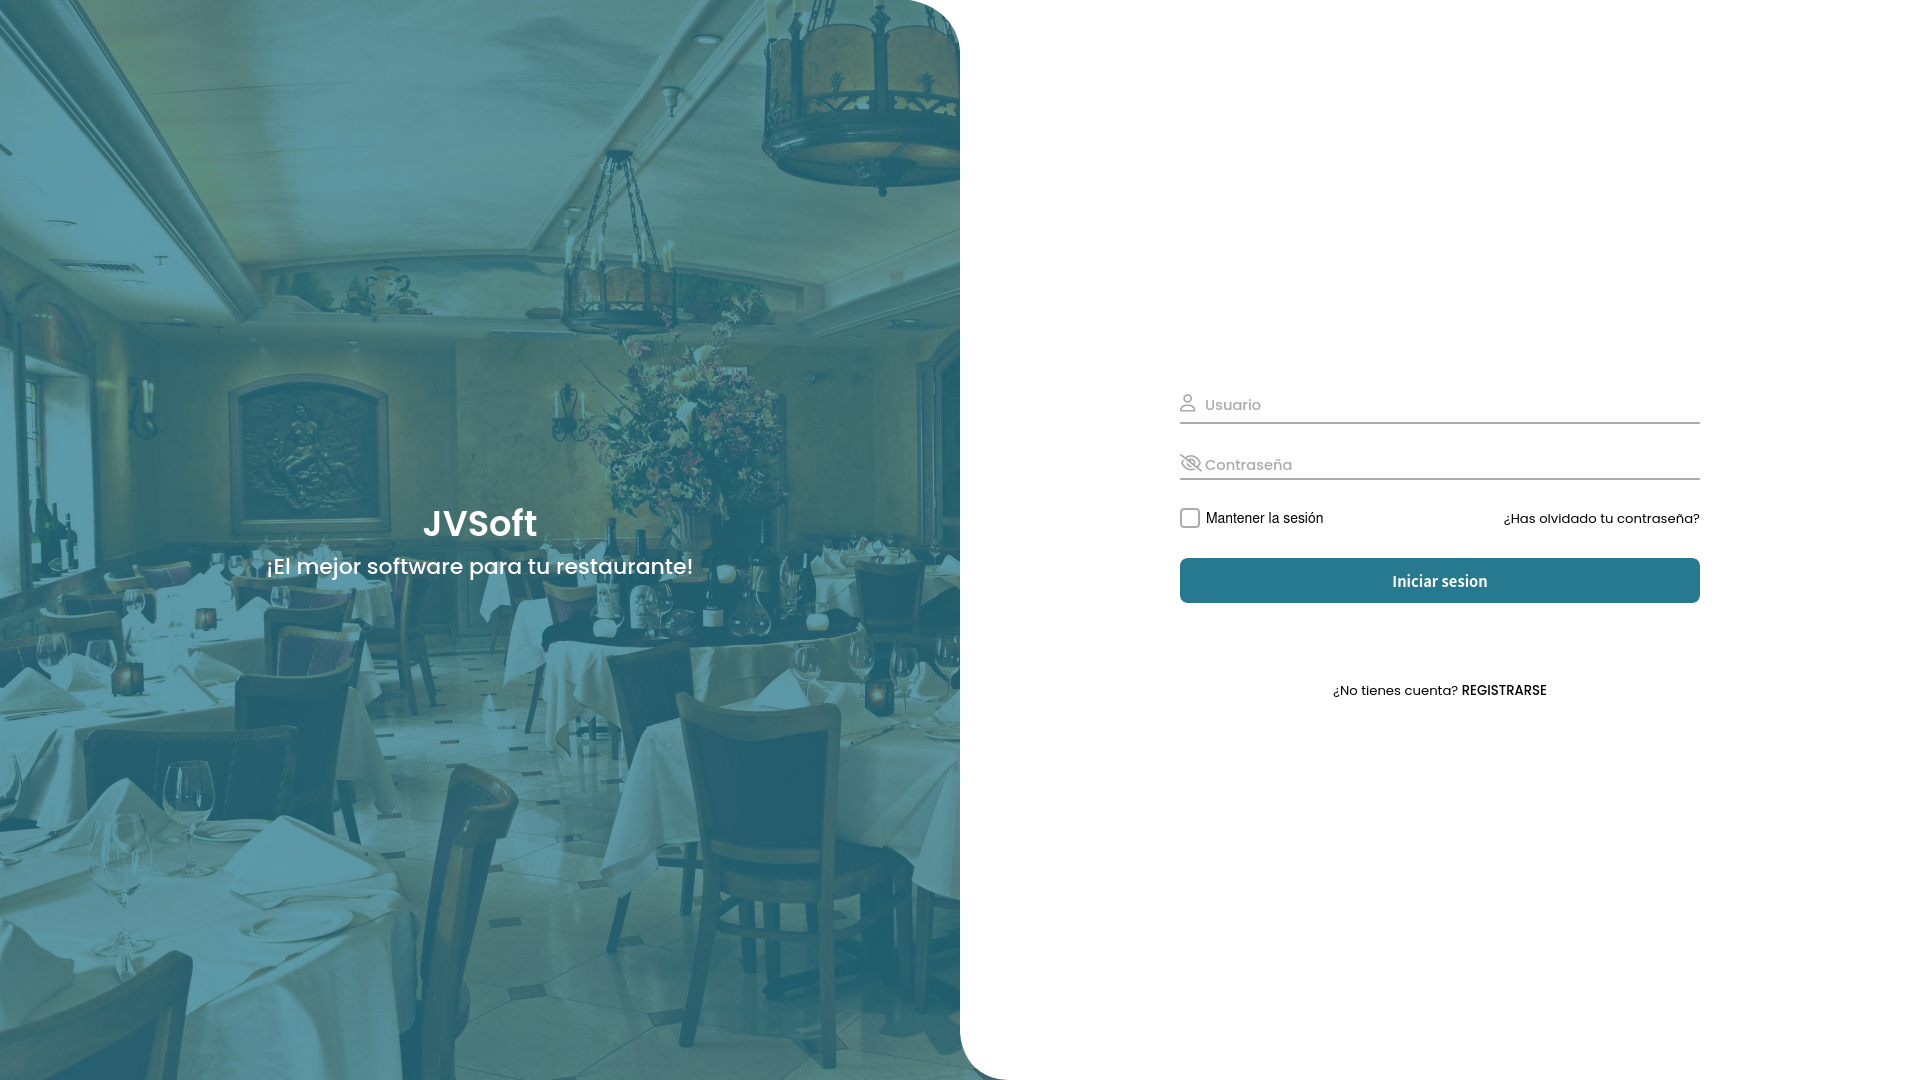 JVSoft
¡El mejor software para tu restaurante!
Usuario
Contraseña
Mantener la sesión
¿Has olvidado tu contraseña?
Iniciar sesion
¿No tienes cuenta? REGISTRARSE